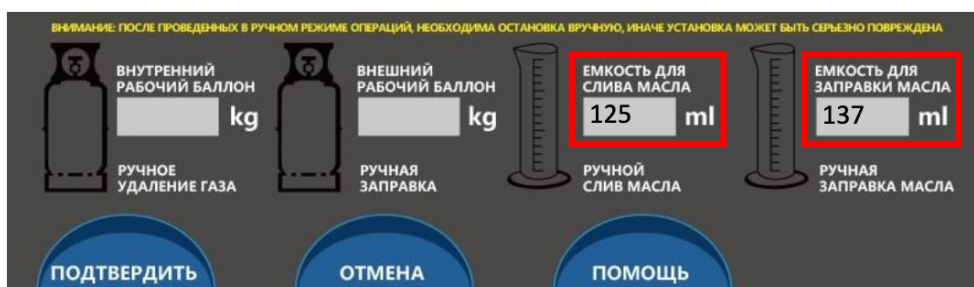 ВНИМАНИЕ: ПОСЛЕ ПРОВЕДЕННЫХ В РУЧНОМ РЕЖИМЕ ОПЕРАЦИЙ, НЕОБХОДИМА ОСТАНОВКА ВРУЧНУЮ, ИНАЧЕ УСТАНОВКА МОЖЕТ БЫТЬ СЕРЬЕЗНО ПОВРЕЖДЕНА
ВНУТРЕННИЙ
РАБОЧИЙ БАЛЛОН
kg
РУЧНОЕ
УДАЛЕНИЕ ГАЗА
ВНЕШНИЙ
РАБОЧИЙ БАЛЛОН
kg
РУЧНАЯ
ЗАПРАВКА
ЕМКОСТЬ ДЛЯ
СЛИВА МАСЛА
125 ml
РУЧНОЙ
СЛИВ МАСЛА
ЕМКОСТЬ ДЛЯ
ЗАПРАВКИ МАСЛА
137 ml
РУЧНАЯ
ЗАПРАВКА МАСЛА
ПОДТВЕРДИТЬ
ОТМЕНА
ПОМОЩЬ